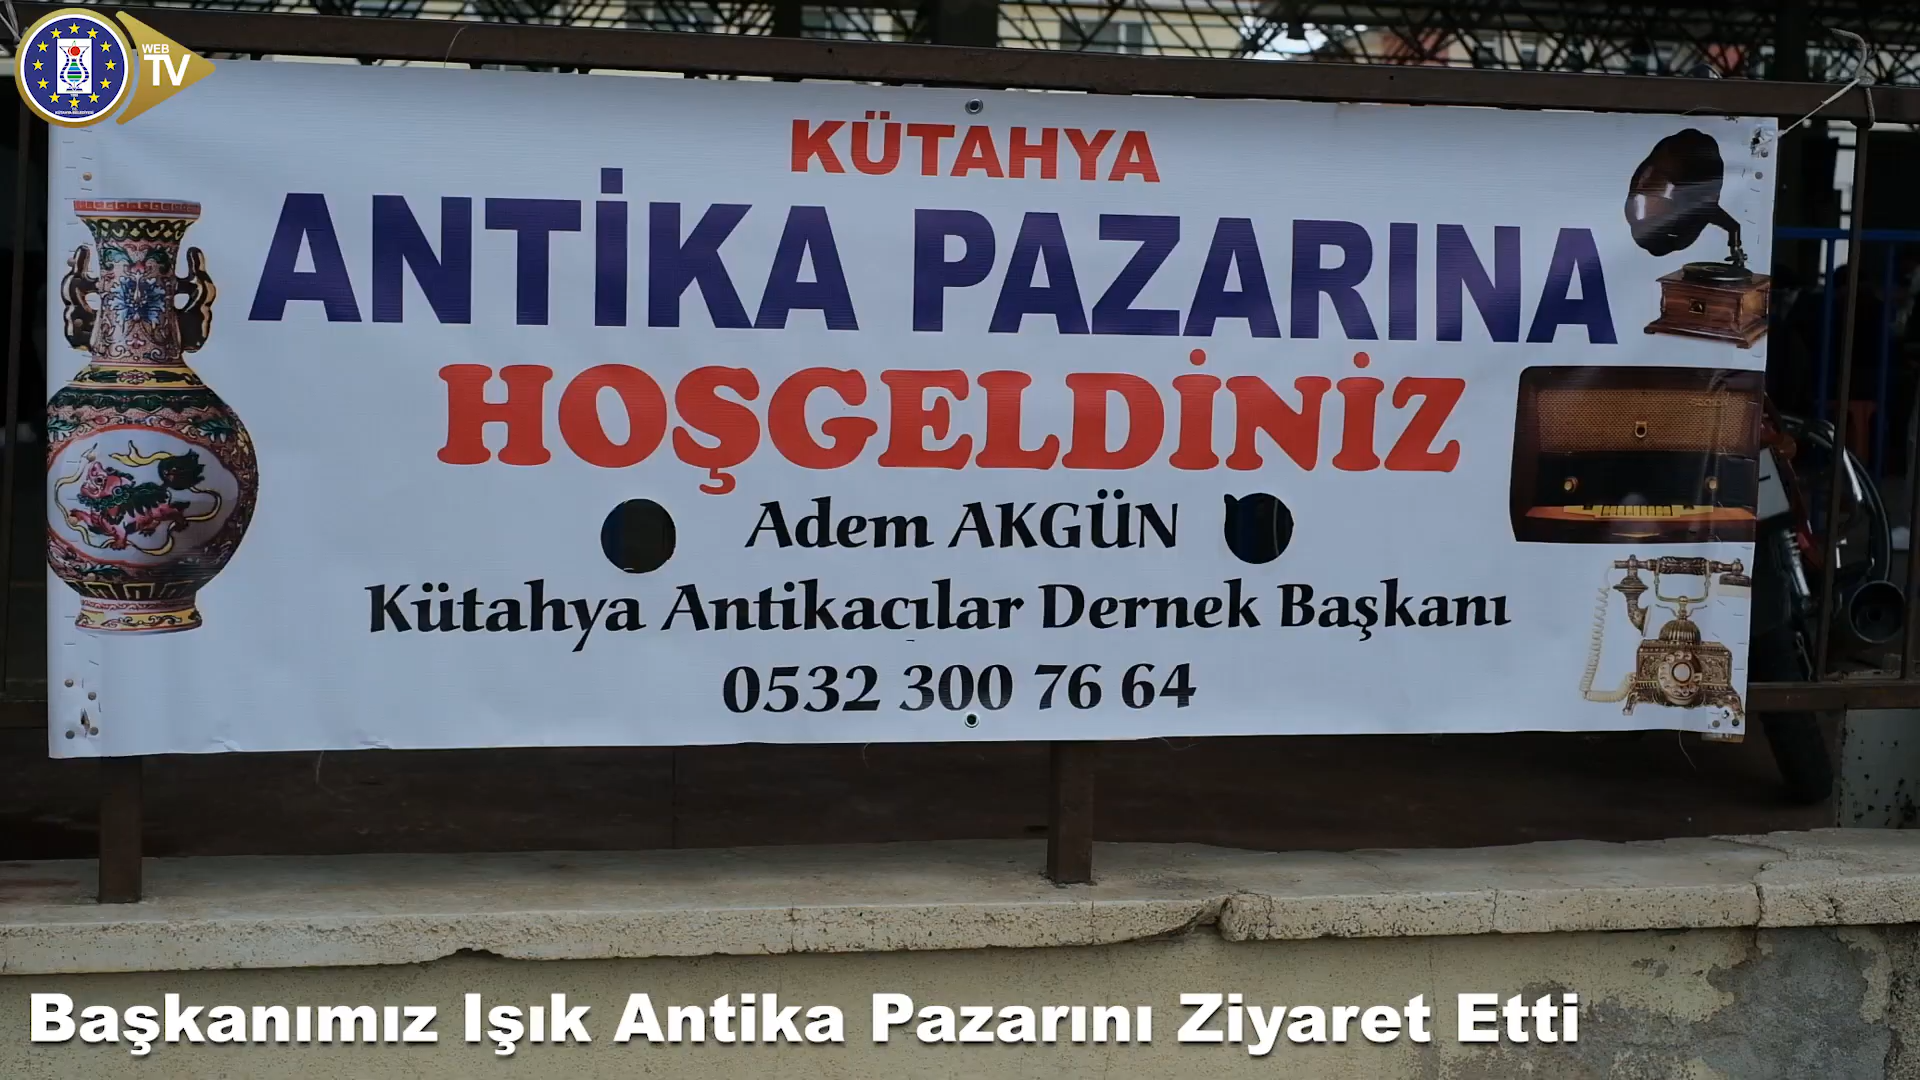 WEB
TV
KÜTAHYA
ANTİKA PAZARINA
HOŞGELDİNİZ
Adem AKGÜN
Kütahya Antikacılar Dernek Başkanı
0532 300 76 64
Başkanımız Işık Antika Pazarını Ziyaret Etti